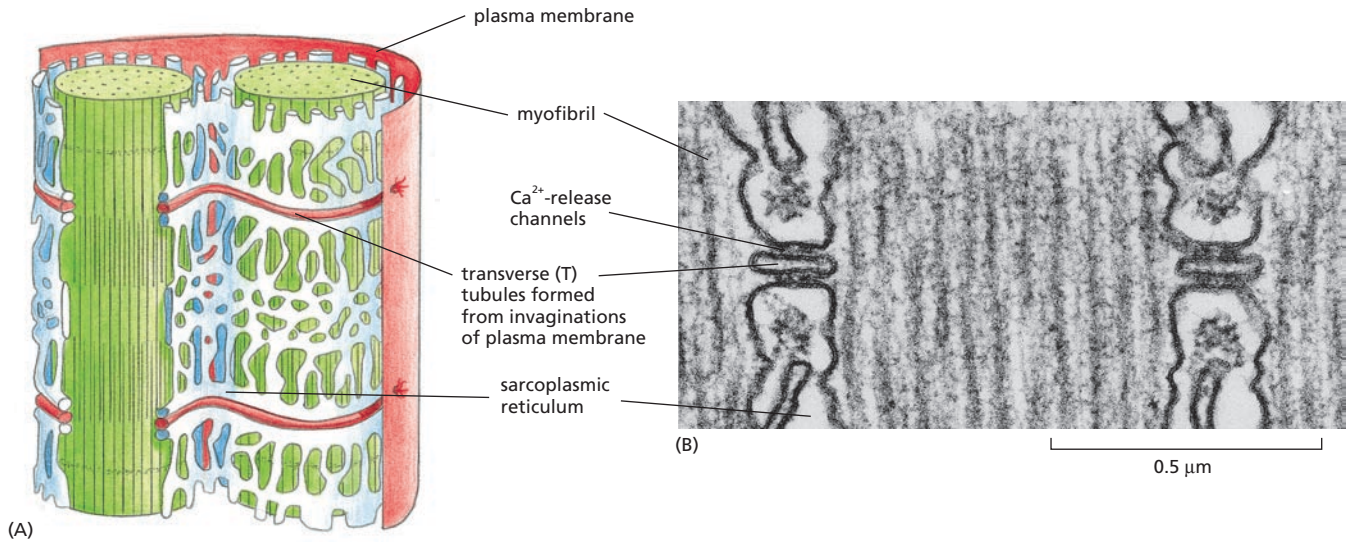 plasma membrane
myofibril
Ca²⁺-release
channels
transverse (T)
tubules formed
from invaginations
of plasma membrane
sarcoplasmic
reticulum
(A)
(B)
0.5 μm